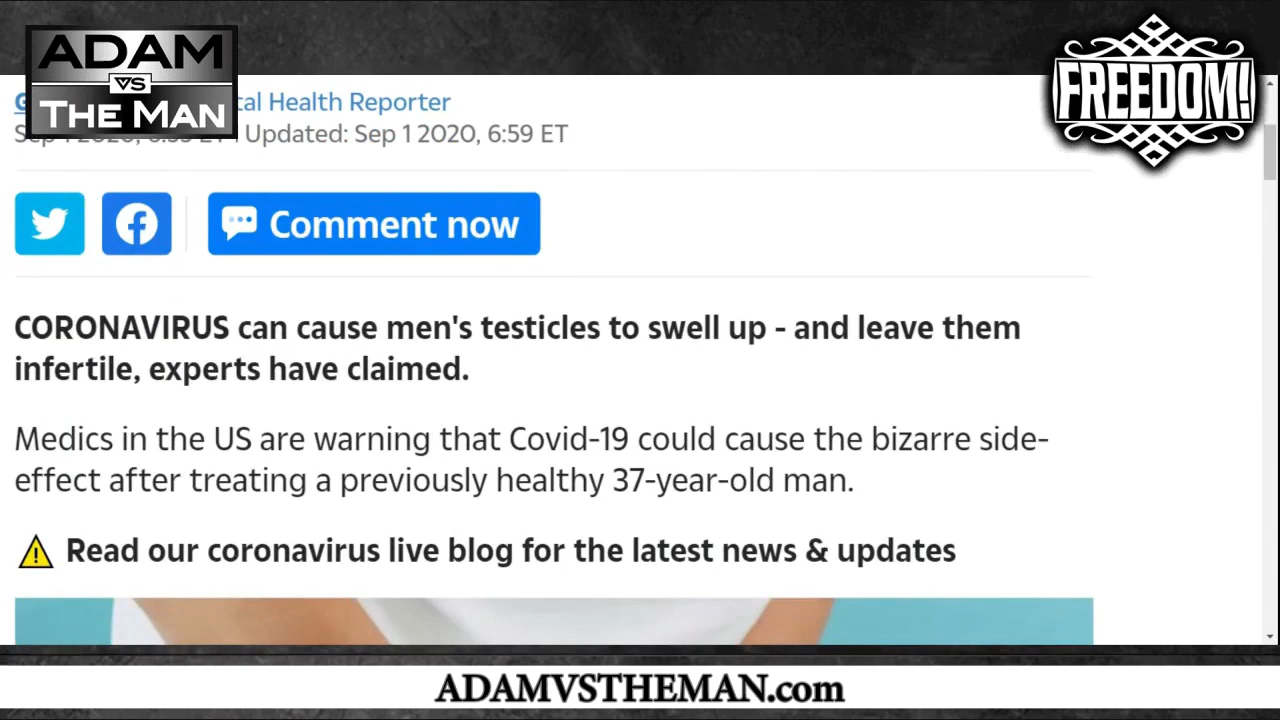 ADAM
VS
THE MAN
FREEDOM!
tal Health Reporter
Updated: Sep 1 2020, 6:59 ET
Comment now
CORONAVIRUS can cause men's testicles to swell up - and leave them
infertile, experts have claimed.
Medics in the US are warning that Covid-19 could cause the bizarre side-
effect after treating a previously healthy 37-year-old man.
Read our coronavirus live blog for the latest news & updates
ADAMVSTHEMAN.com